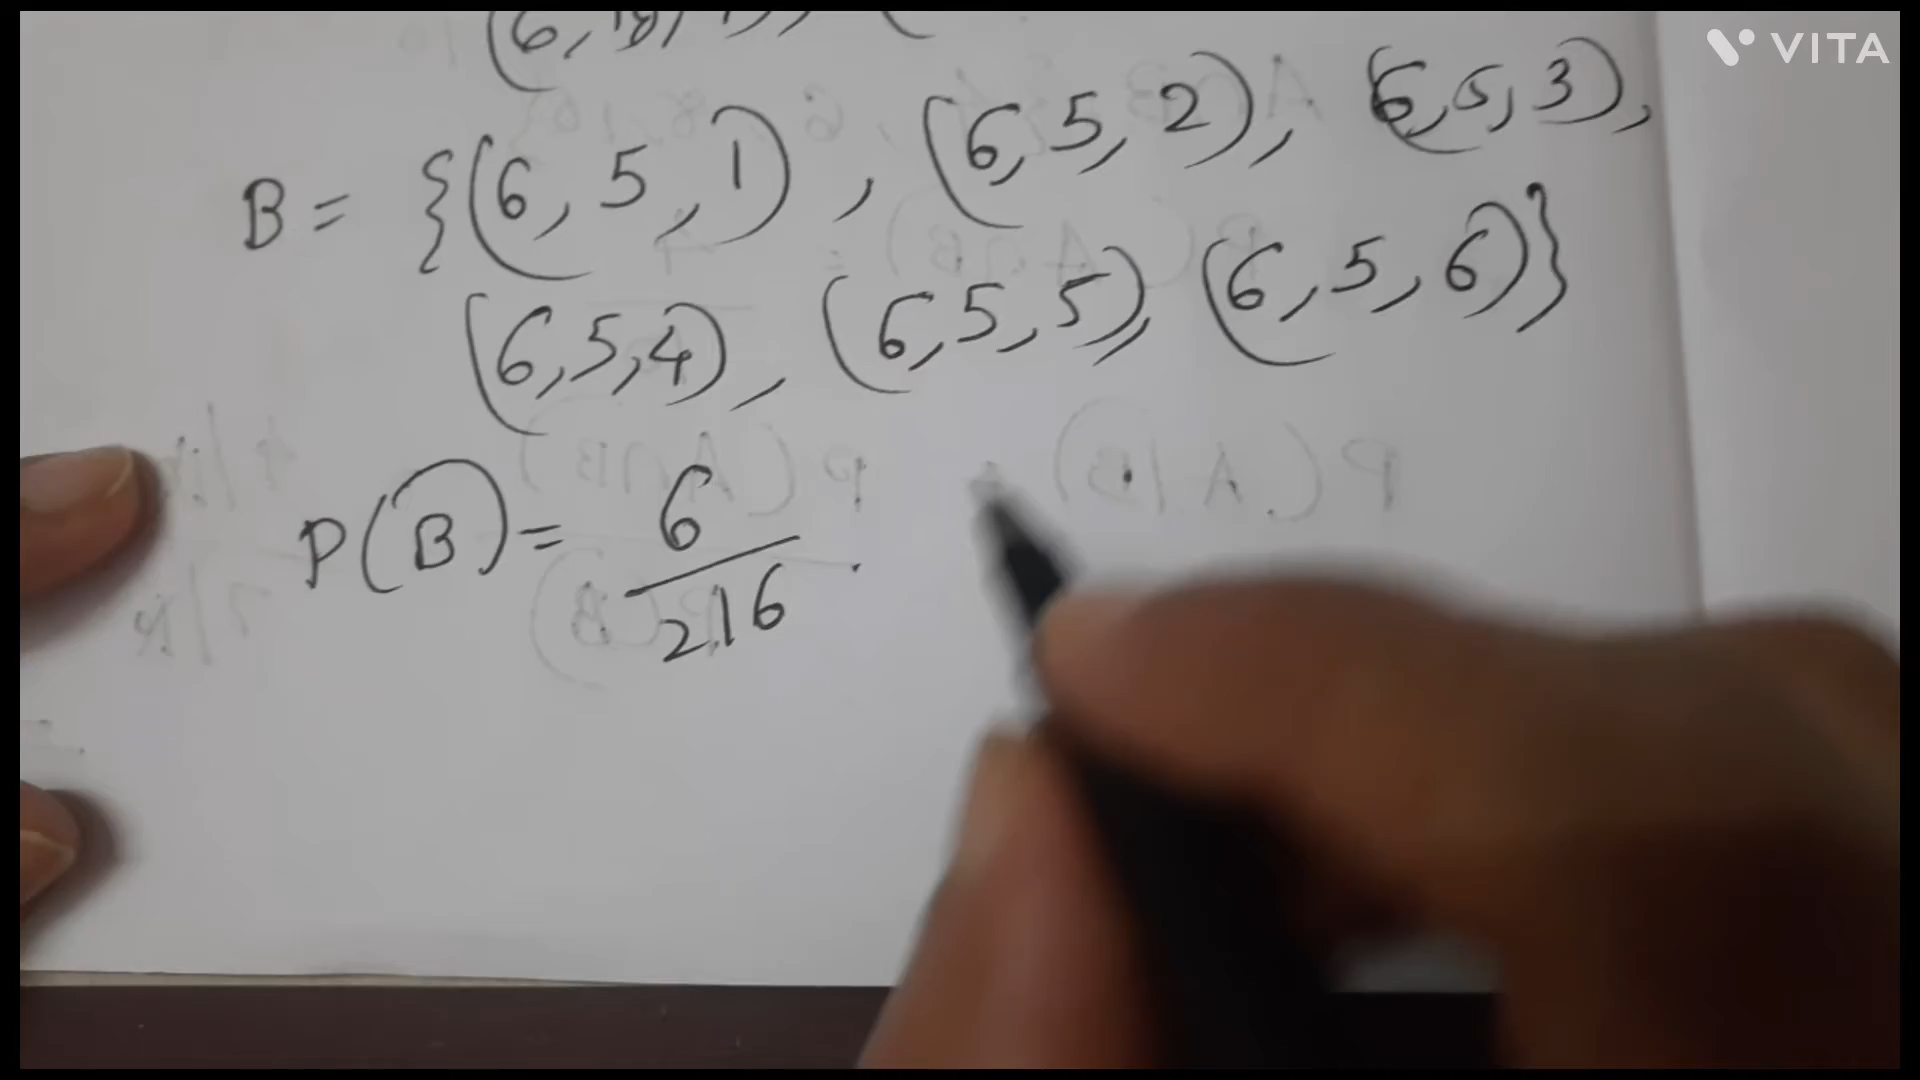 VITA
B = {(6, 5, 1), (6, 5, 2), (6, 5, 3),
(6, 5, 4), (6, 5, 5), (6, 5, 6)}
P(B) = 6/216